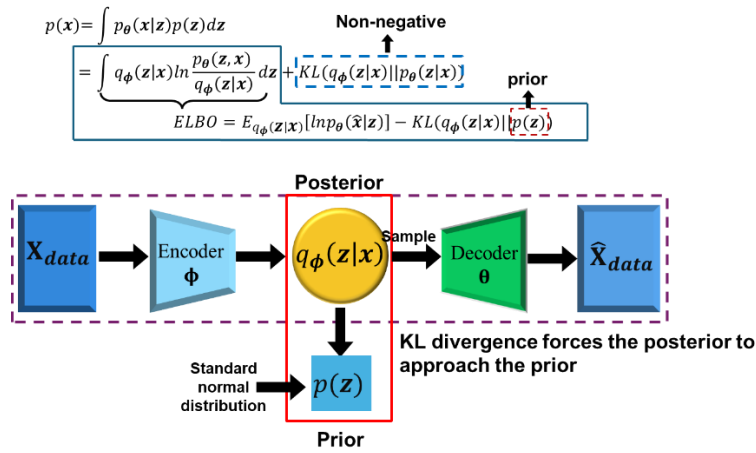 Non-negative
p(𝒙)= ∫ p_𝛉(𝒙|𝒛)p(𝒛)d𝒛
= ∫ q_𝛟(𝒛|𝒙)ln p_𝛉(𝒛,𝒙)/q_𝛟(𝒛|𝒙) d𝒛 + KL(q_𝛟(𝒛|𝒙)||p_𝛉(𝒛|𝒙))
prior
ELBO = E_{q_𝛟(𝒛|𝒙)}[lnp_𝛉(𝒙̂|𝒛)] − KL(q_𝛟(𝒛|𝒙)||p(𝒛))
Posterior
X_data
Encoder
ϕ
q_𝛟(𝒛|𝒙)
Sample
Decoder
θ
X̂_data
KL divergence forces the posterior to
approach the prior
Standard
normal
distribution
p(𝒛)
Prior